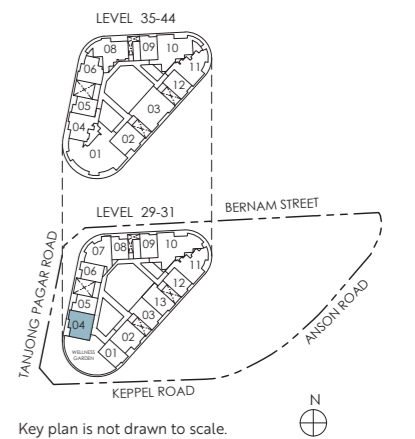 LEVEL 35-44
08
09
10
06
11
05
12
04
03
02
01
LEVEL 29-31
BERNAM STREET
TANJONG PAGAR ROAD
07
08
09
10
06
11
05
12
04
13
03
02
01
WELLNESS
GARDEN
ANSON ROAD
KEPPEL ROAD
N
Key plan is not drawn to scale.